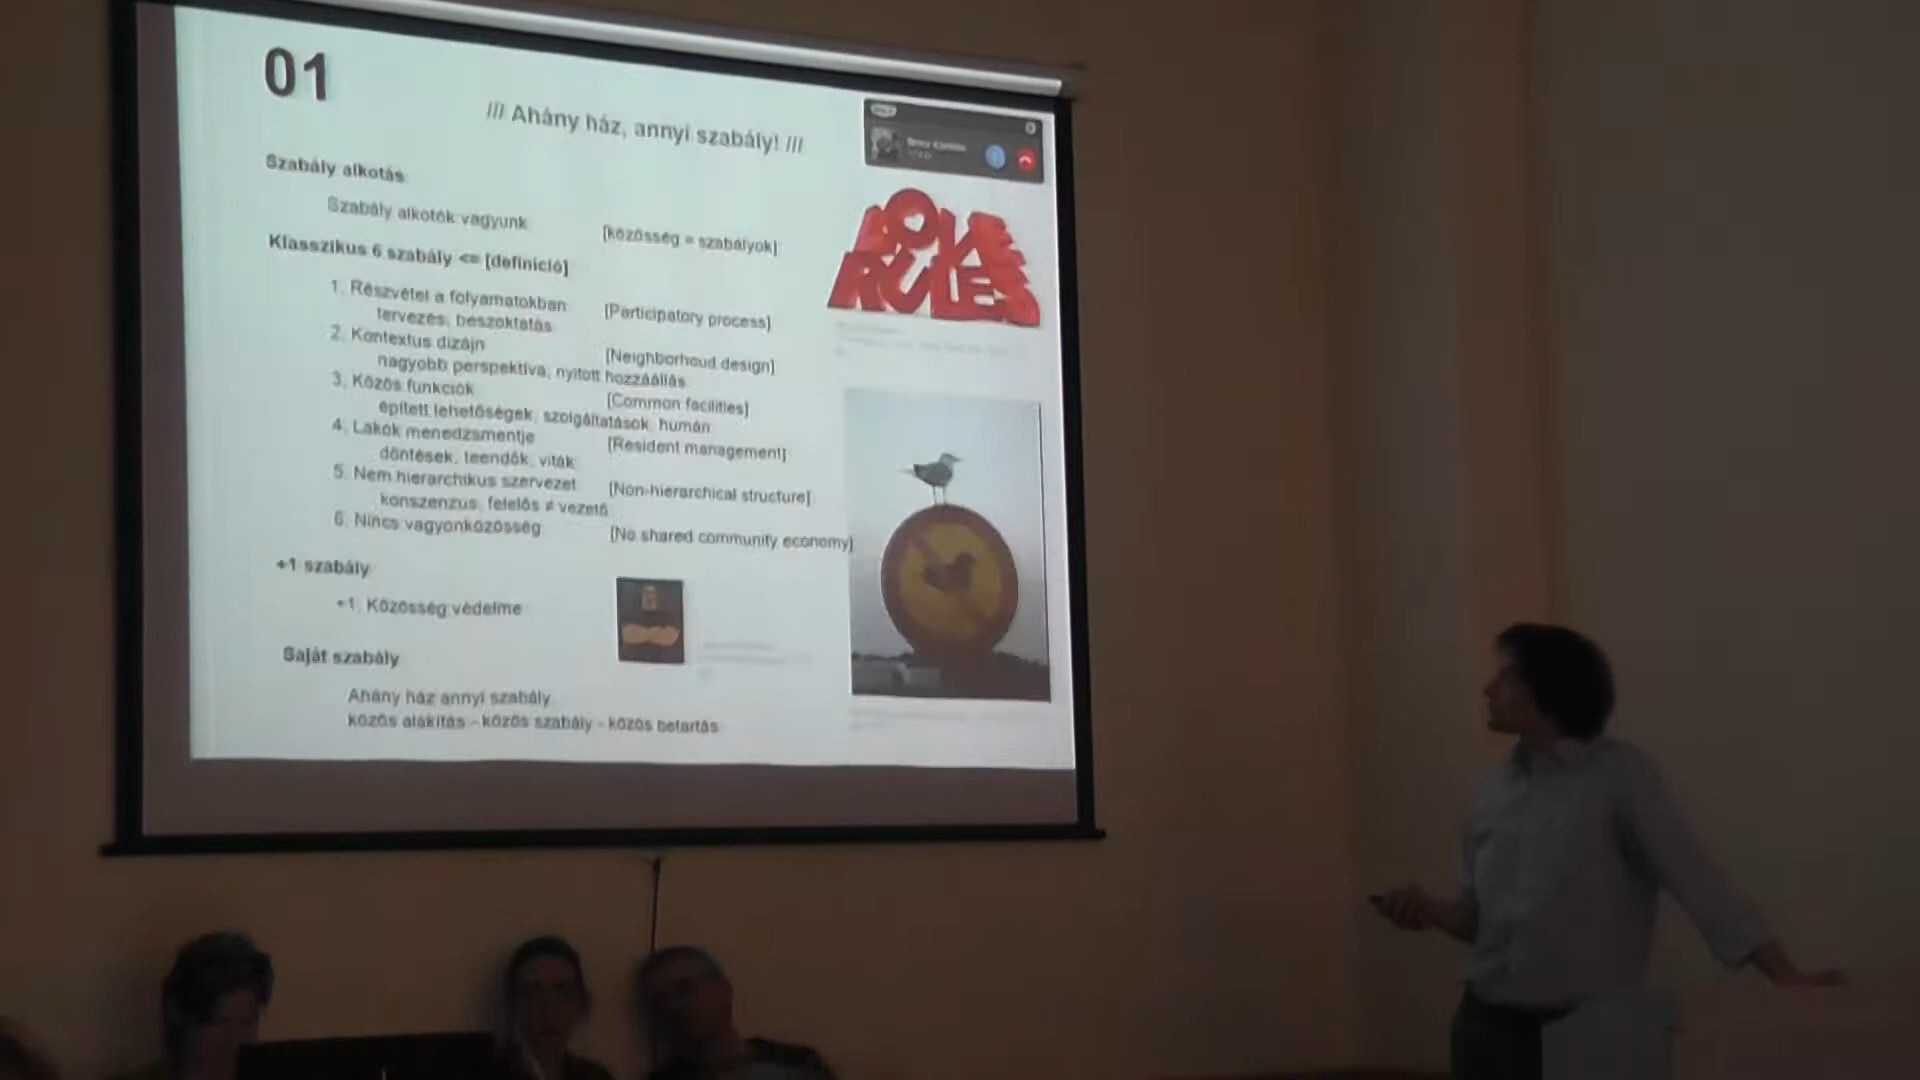 01
/// Ahány ház, annyi szabály! ///
Szabály alkotás
Szabály alkotók vagyunk [közösség = szabályok]
Klasszikus 6 szabály <= [definíció]
1. Részvétel a folyamatokban [Participatory process]
tervezés, beszoktatás
2. Kontextus dizájn [Neighborhoud design]
nagyobb perspektíva, nyitott hozzáállás
3. Közös funkciók [Common facilities]
épített lehetőségek, szolgáltatások, humán
4. Lakók menedzsmentje [Resident management]
döntések, teendők, viták
5. Nem hierarchikus szervezet [Non-hierarchical structure]
konszenzus, felelős ≠ vezető
6. Nincs vagyonközösség [No shared community economy]
+1 szabály
+1. Közösség védelme
Saját szabály
Ahány ház annyi szabály
közös alakítás - közös szabály - közös betartás
LOVE
RULES